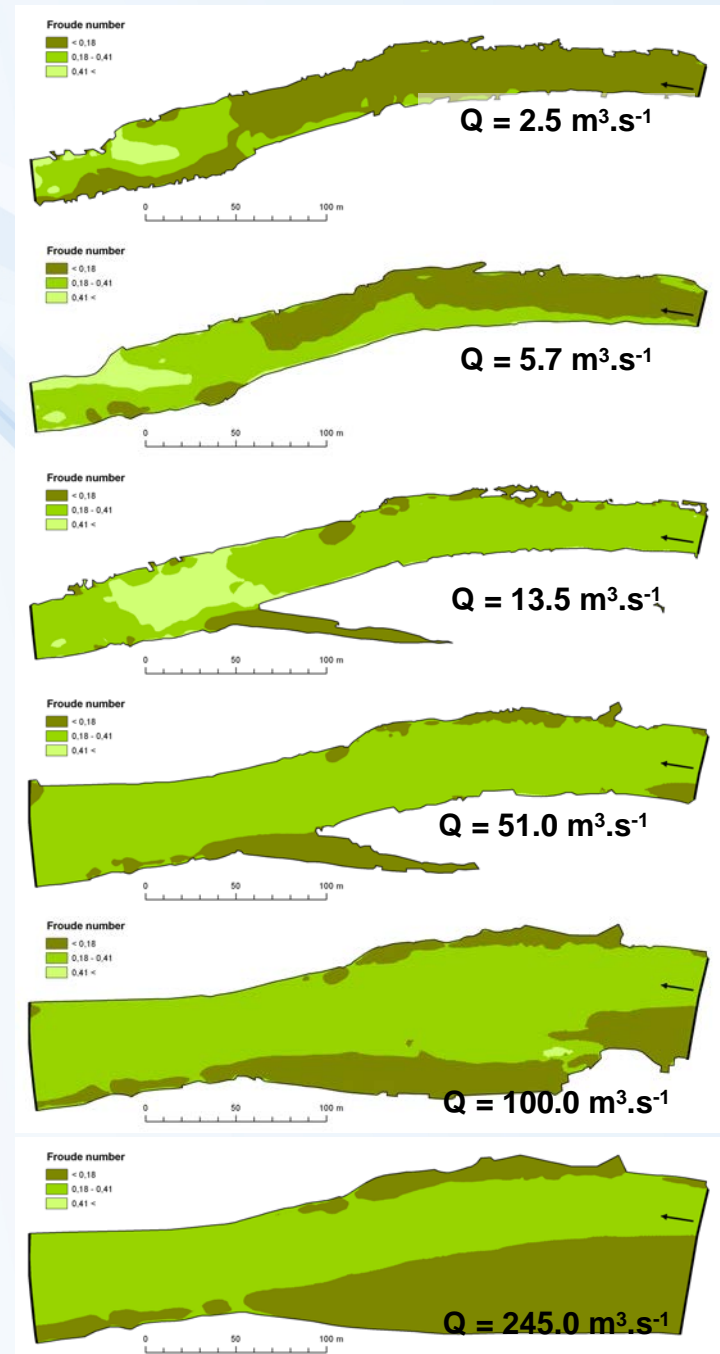 Froude number
< 0,18
0,18 - 0,41
0,41 <
Q = 2.5 m³.s⁻¹
0 50 100 m
Froude number
< 0,18
0,18 - 0,41
0,41 <
Q = 5.7 m³.s⁻¹
0 50 100 m
Froude number
< 0,18
0,18 - 0,41
0,41 <
Q = 13.5 m³.s⁻¹
0 50 100 m
Froude number
< 0,18
0,18 - 0,41
0,41 <
Q = 51.0 m³.s⁻¹
0 50 100 m
Froude number
< 0,18
0,18 - 0,41
0,41 <
Q = 100.0 m³.s⁻¹
0 50 100 m
Froude number
< 0,18
0,18 - 0,41
0,41 <
Q = 245.0 m³.s⁻¹
0 50 100 m